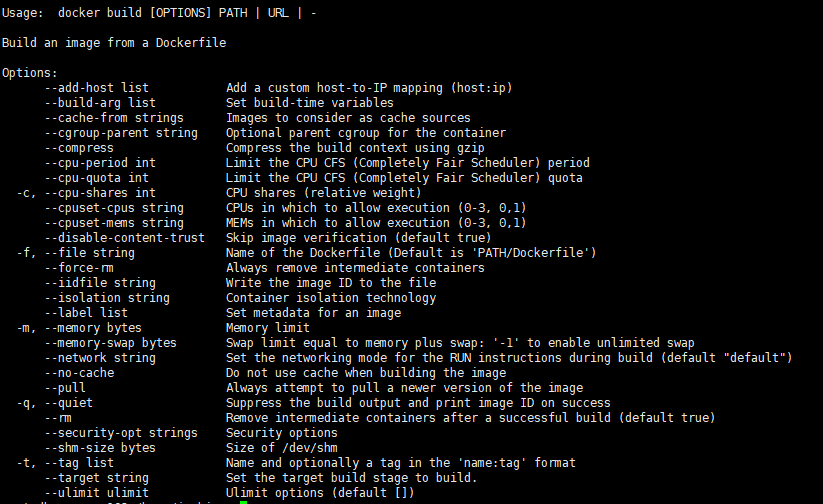 Usage:  docker build [OPTIONS] PATH | URL | -
Build an image from a Dockerfile
Options:
      --add-host list           Add a custom host-to-IP mapping (host:ip)
      --build-arg list          Set build-time variables
      --cache-from strings      Images to consider as cache sources
      --cgroup-parent string    Optional parent cgroup for the container
      --compress                Compress the build context using gzip
      --cpu-period int          Limit the CPU CFS (Completely Fair Scheduler) period
      --cpu-quota int           Limit the CPU CFS (Completely Fair Scheduler) quota
  -c, --cpu-shares int          CPU shares (relative weight)
      --cpuset-cpus string      CPUs in which to allow execution (0-3, 0,1)
      --cpuset-mems string      MEMs in which to allow execution (0-3, 0,1)
      --disable-content-trust   Skip image verification (default true)
  -f, --file string             Name of the Dockerfile (Default is 'PATH/Dockerfile')
      --force-rm                Always remove intermediate containers
      --iidfile string          Write the image ID to the file
      --isolation string        Container isolation technology
      --label list              Set metadata for an image
  -m, --memory bytes            Memory limit
      --memory-swap bytes       Swap limit equal to memory plus swap: '-1' to enable unlimited swap
      --network string          Set the networking mode for the RUN instructions during build (default "default")
      --no-cache                Do not use cache when building the image
      --pull                    Always attempt to pull a newer version of the image
  -q, --quiet                   Suppress the build output and print image ID on success
      --rm                      Remove intermediate containers after a successful build (default true)
      --security-opt strings    Security options
      --shm-size bytes          Size of /dev/shm
  -t, --tag list                Name and optionally a tag in the 'name:tag' format
      --target string           Set the target build stage to build.
      --ulimit ulimit           Ulimit options (default [])